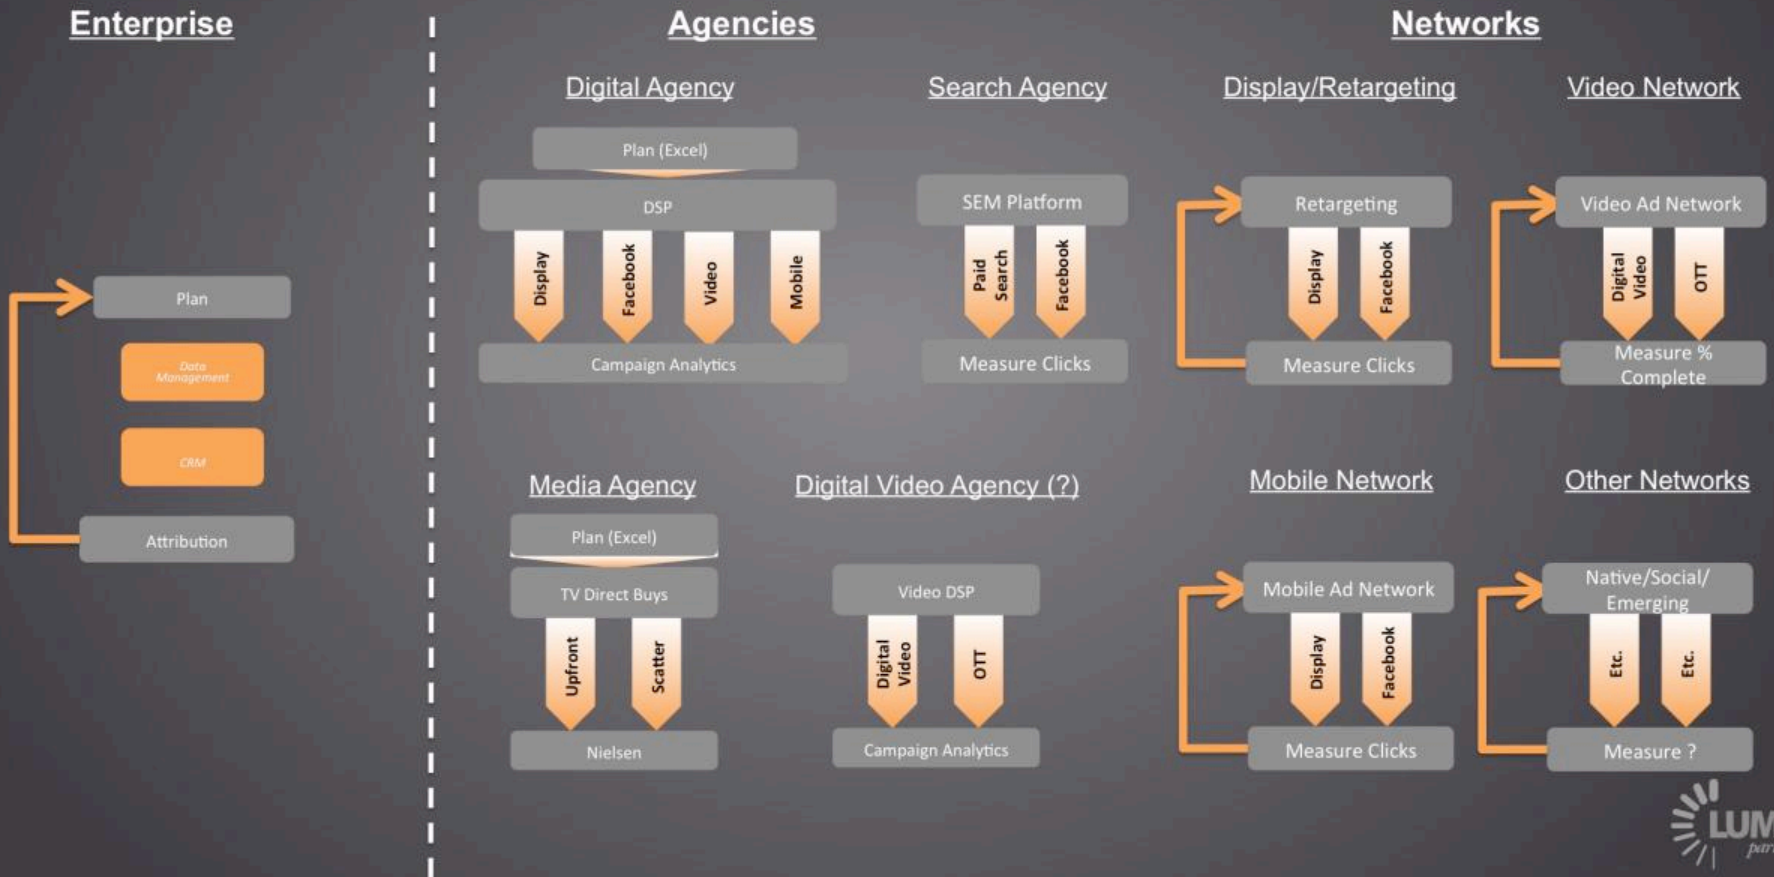 Enterprise
Agencies
Networks
Digital Agency
Search Agency
Display/Retargeting
Video Network
Plan (Excel)
DSP
Display
Facebook
Video
Mobile
Campaign Analytics
SEM Platform
Paid
Search
Facebook
Measure Clicks
Retargeting
Display
Facebook
Measure Clicks
Video Ad Network
Digital
Video
OTT
Measure %
Complete
Plan
Data
Management
CRM
Attribution
Media Agency
Digital Video Agency (?)
Mobile Network
Other Networks
Plan (Excel)
TV Direct Buys
Upfront
Scatter
Nielsen
Video DSP
Digital
Video
OTT
Campaign Analytics
Mobile Ad Network
Display
Facebook
Measure Clicks
Native/Social/
Emerging
Etc.
Etc.
Measure ?